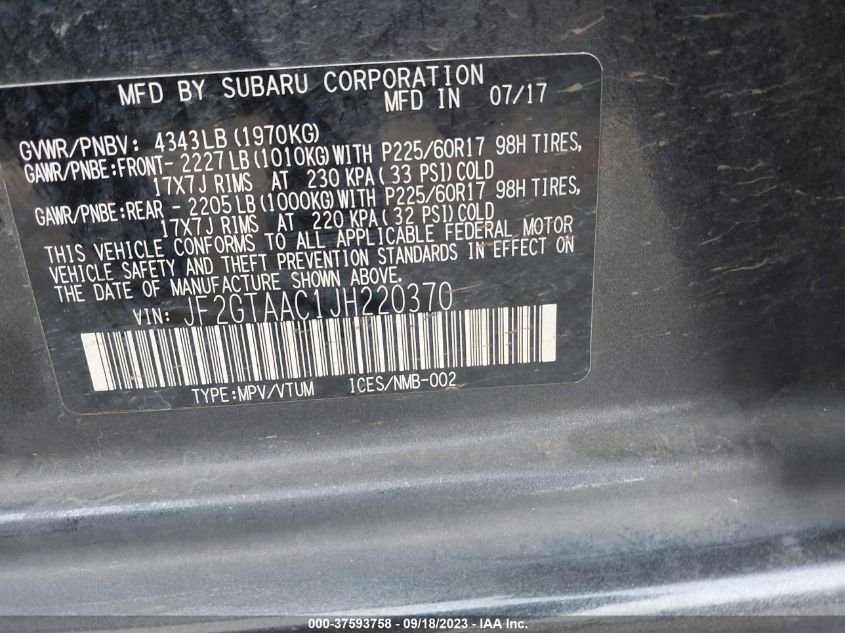 MFD BY SUBARU CORPORATION
MFD IN 07/17
GVWR/PNBV: 4343LB(1970KG)
GAWR/PNBE:FRONT- 2227LB(1010KG)WITH P225/60R17 98H TIRES,
17X7J RIMS AT 230 KPA(33 PSI)COLD
GAWR/PNBE:REAR - 2205LB(1000KG)WITH P225/60R17 98H TIRES,
17X7J RIMS AT 220 KPA(32 PSI)COLD
THIS VEHICLE CONFORMS TO ALL APPLICABLE FEDERAL MOTOR
VEHICLE SAFETY AND THEFT PREVENTION STANDARDS IN EFFECT ON
THE DATE OF MANUFACTURE SHOWN ABOVE.
VIN: JF2GTAAC1JH220370
TYPE:MPV/VTUM ICES/NMB-002
000-37593758 - 09/18/2023 - IAA Inc.